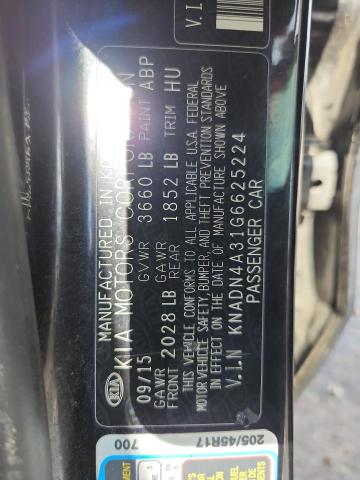 MANUFACTURED IN
KIA KIA MOTORS CORPORATION
09/15 GVWR 3660 LB PAINT ABP
GAWR FRONT 2028 LB GAWR REAR 1852 LB TRIM HU
THIS VEHICLE CONFORMS TO ALL APPLICABLE U.S.A. FEDERAL
MOTOR VEHICLE SAFETY, BUMPER, AND THEFT PREVENTION STANDARDS
IN EFFECT ON THE DATE OF MANUFACTURE SHOWN ABOVE
V.I.N KNADN4A31G6625224
PASSENGER CAR
205/45R17
700
V.I